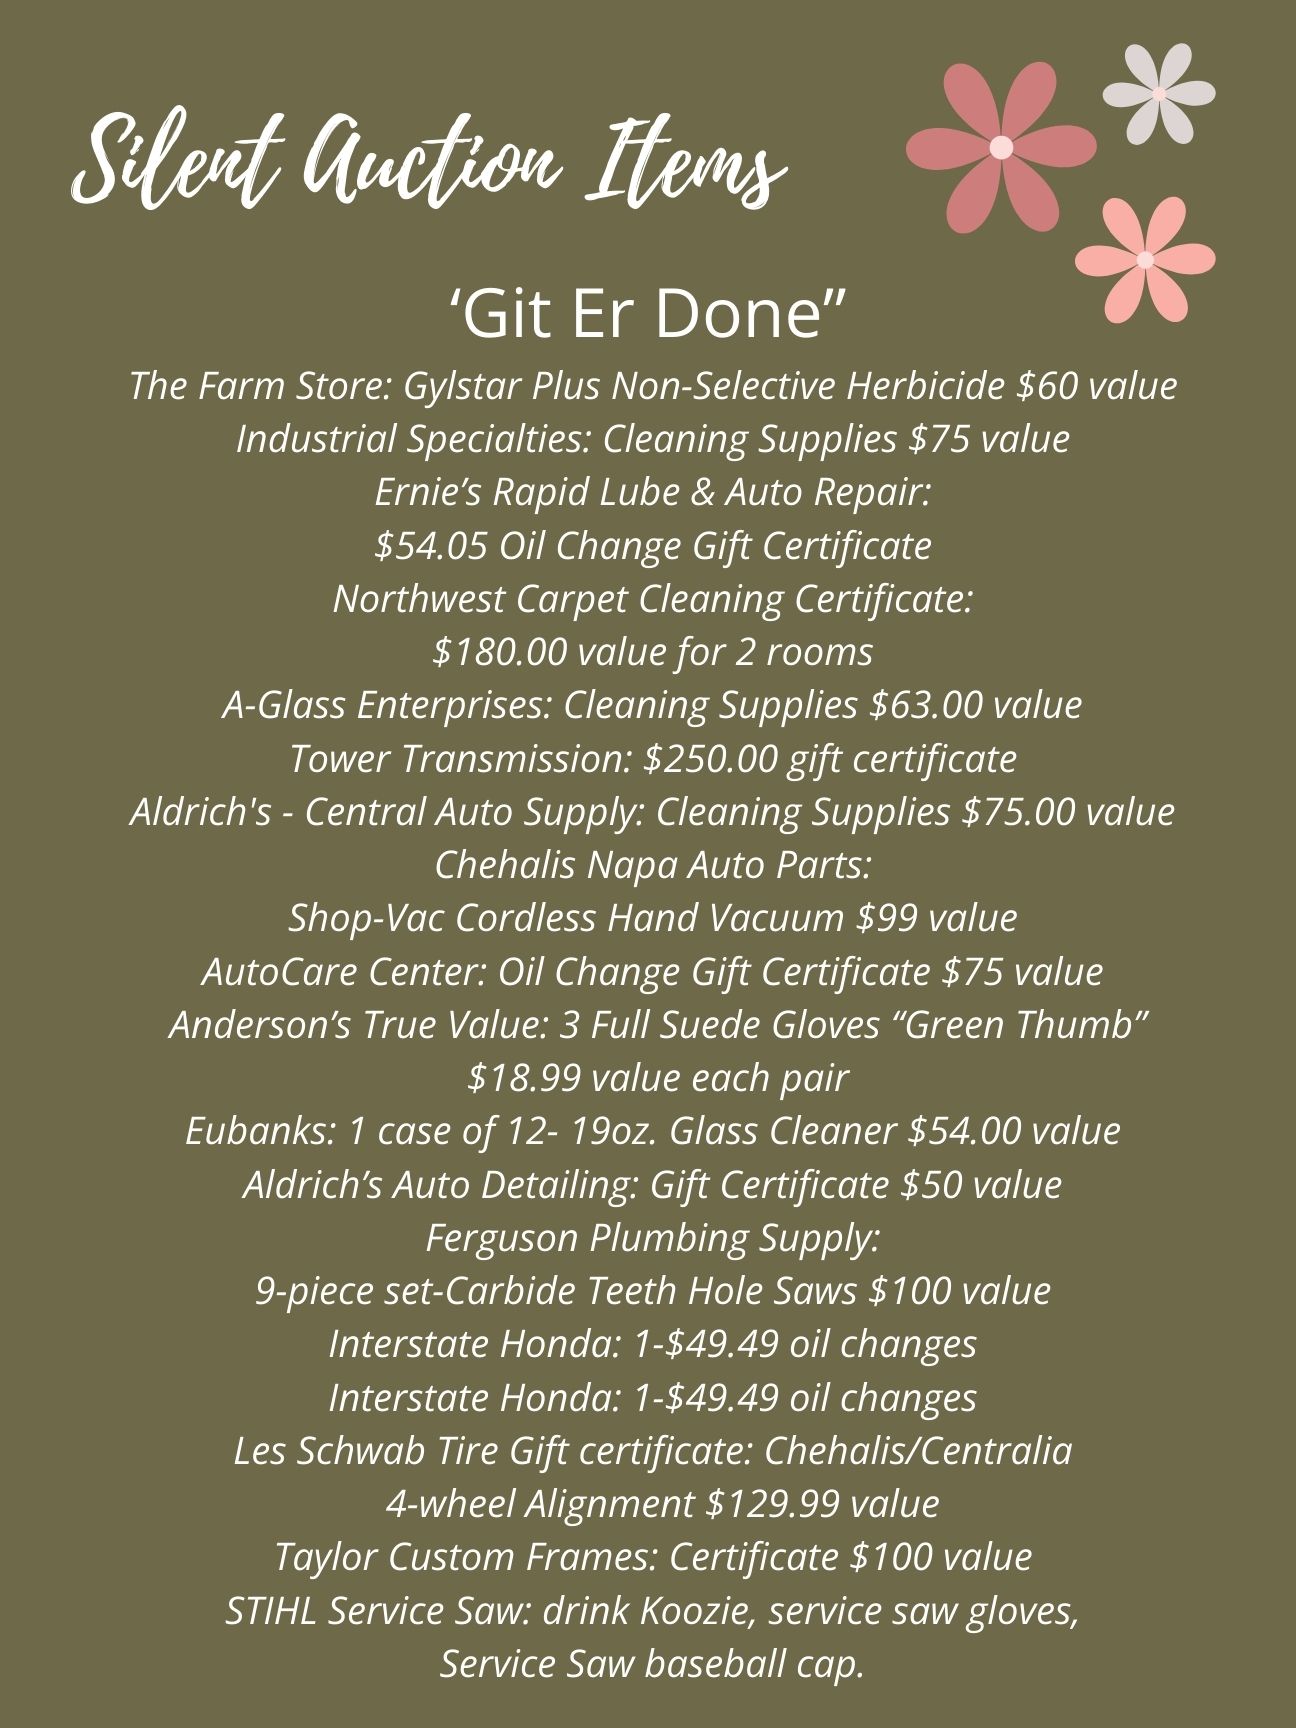 Silent Auction Items
‘Git Er Done”
The Farm Store: Gylstar Plus Non-Selective Herbicide $60 value
Industrial Specialties: Cleaning Supplies $75 value
Ernie’s Rapid Lube & Auto Repair:
$54.05 Oil Change Gift Certificate
Northwest Carpet Cleaning Certificate:
$180.00 value for 2 rooms
A-Glass Enterprises: Cleaning Supplies $63.00 value
Tower Transmission: $250.00 gift certificate
Aldrich's - Central Auto Supply: Cleaning Supplies $75.00 value
Chehalis Napa Auto Parts:
Shop-Vac Cordless Hand Vacuum $99 value
AutoCare Center: Oil Change Gift Certificate $75 value
Anderson’s True Value: 3 Full Suede Gloves “Green Thumb”
$18.99 value each pair
Eubanks: 1 case of 12- 19oz. Glass Cleaner $54.00 value
Aldrich’s Auto Detailing: Gift Certificate $50 value
Ferguson Plumbing Supply:
9-piece set-Carbide Teeth Hole Saws $100 value
Interstate Honda: 1-$49.49 oil changes
Interstate Honda: 1-$49.49 oil changes
Les Schwab Tire Gift certificate: Chehalis/Centralia
4-wheel Alignment $129.99 value
Taylor Custom Frames: Certificate $100 value
STIHL Service Saw: drink Koozie, service saw gloves,
Service Saw baseball cap.